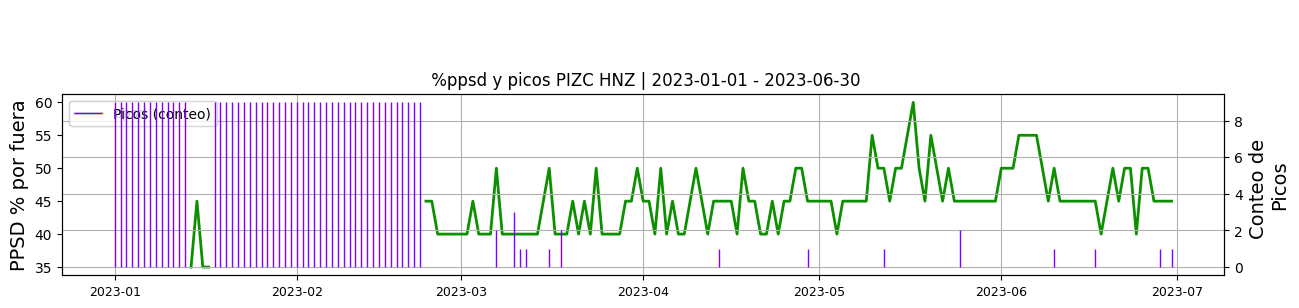 %ppsd y picos PIZC HNZ | 2023-01-01 - 2023-06-30
PPSD % por fuera
60
55
50
45
40
35
Picos (conteo)
8
6
4
2
0
Conteo de
Picos
2023-01 2023-02 2023-03 2023-04 2023-05 2023-06 2023-07